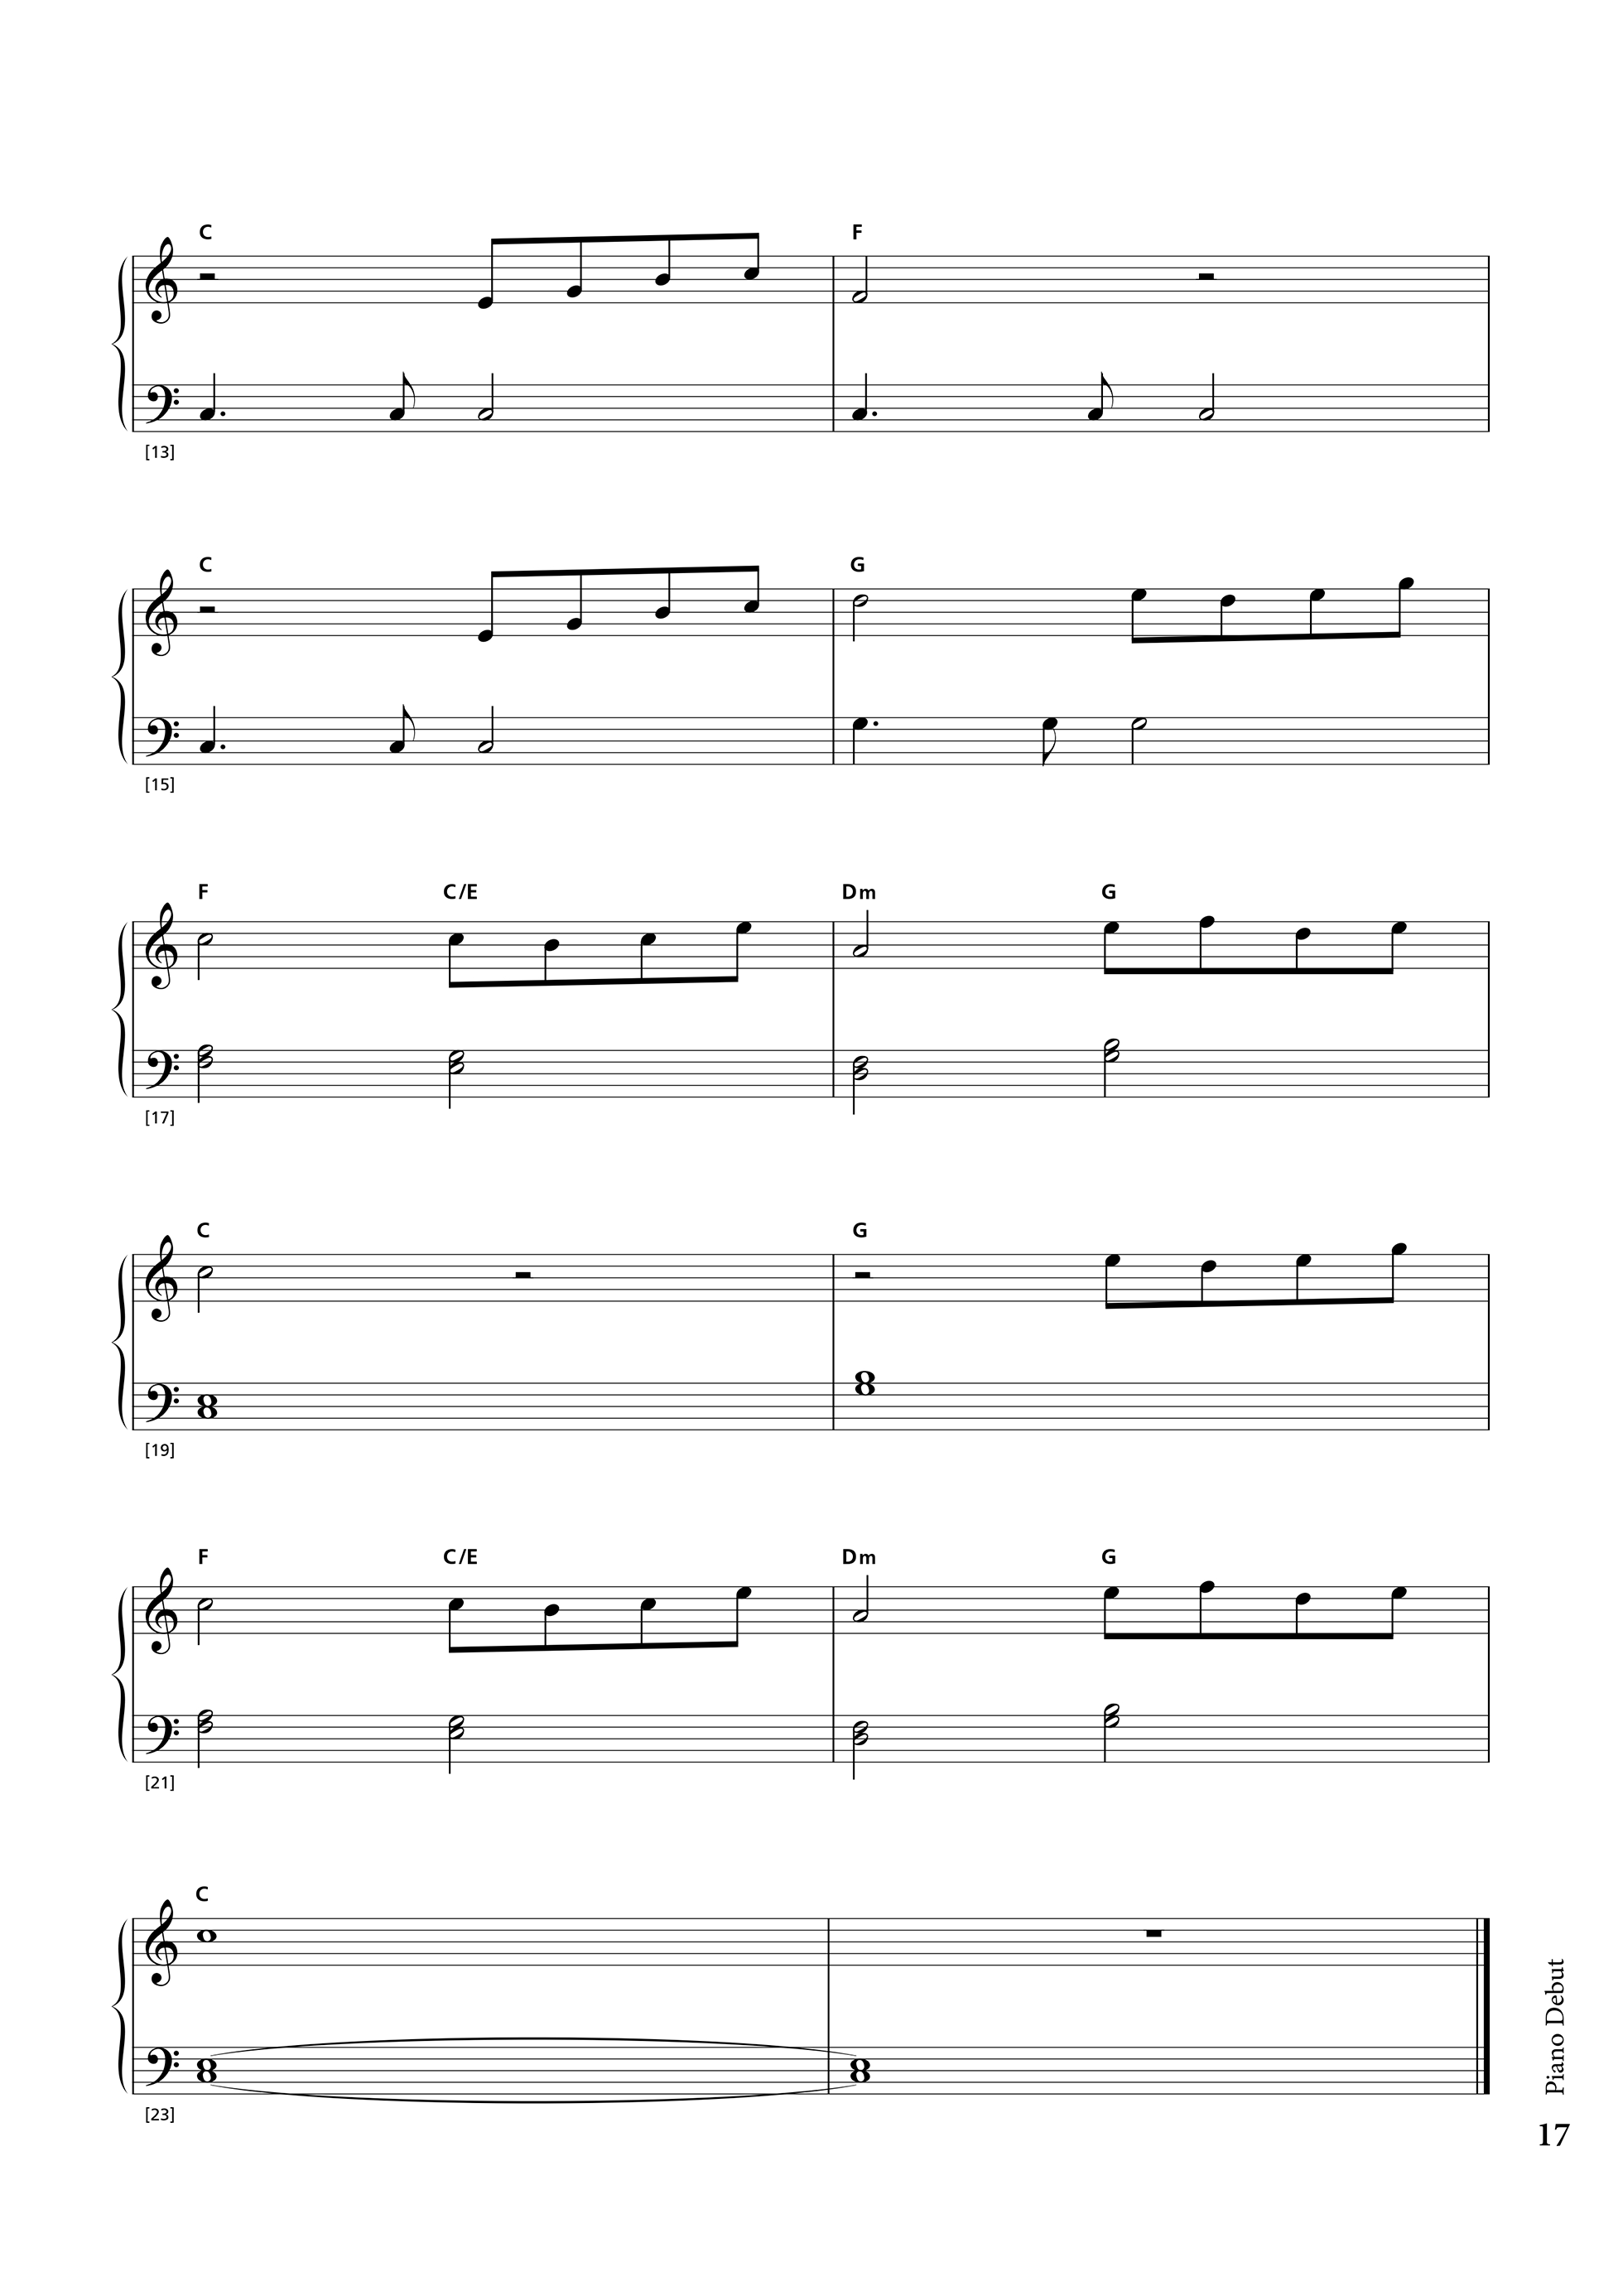 C F
[13]
C G
[15]
F C/E Dm G
[17]
C G
[19]
F C/E Dm G
[21]
C
[23]
Piano Debut
17